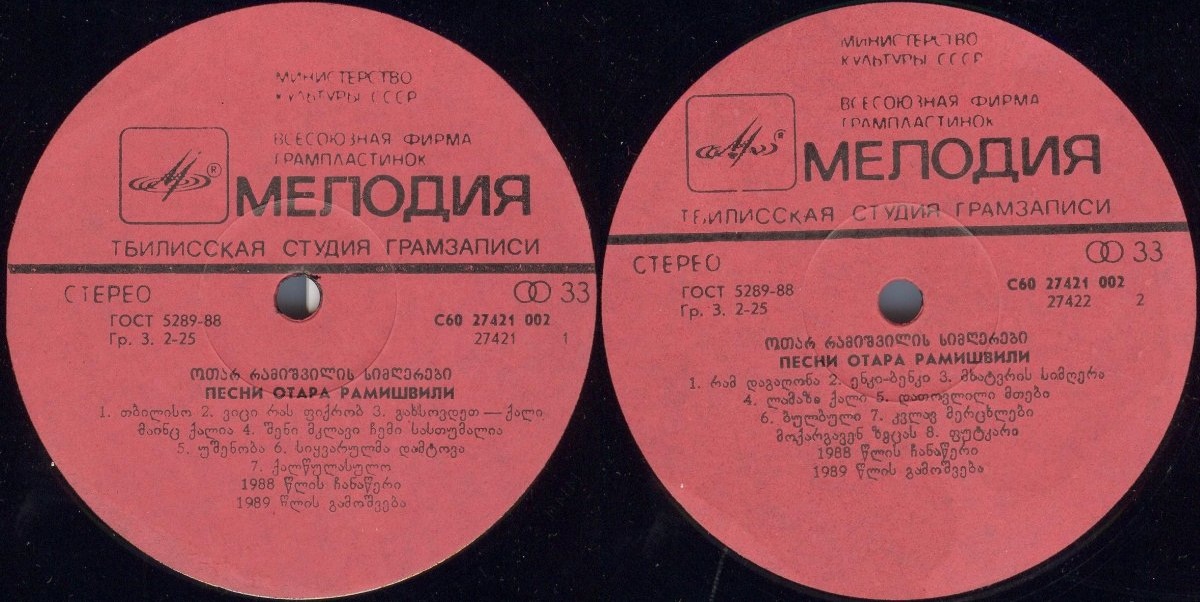 МИНИСТЕРСТВО
КУЛЬТУРЫ СССР
ВСЕСОЮЗНАЯ ФИРМА
ГРАМПЛАСТИНОК
МЕЛОДИЯ
ТБИЛИССКАЯ СТУДИЯ ГРАМЗАПИСИ
СТЕРЕО
33
ГОСТ 5289-88
С60 27421 002
Гр. 3. 2-25
27421 1
ოთარ რამიშვილის სიმღერები
ПЕСНИ ОТАРА РАМИШВИЛИ
1. თბილისო 2. ვიცი რას ფიქრობ 3. გახსოვდეთ — ქალი
მაინც ქალია 4. შენი მკლავი ჩემი სასთუმალია
5. უშენობა 6. სიყვარულმა დამტოვა
7. ქალწულასულო
1988 წლის ჩანაწერი
1989 წლის გამოშვება
МИНИСТЕРСТВО
КУЛЬТУРЫ СССР
ВСЕСОЮЗНАЯ ФИРМА
ГРАМПЛАСТИНОК
МЕЛОДИЯ
ТБИЛИССКАЯ СТУДИЯ ГРАМЗАПИСИ
СТЕРЕО
33
ГОСТ 5289-88
С60 27421 002
Гр. 3. 2-25
27422 2
ოთარ რამიშვილის სიმღერები
ПЕСНИ ОТАРА РАМИШВИЛИ
1. რამ დაგაღონა 2. ენკი-ბენკი 3. მხატვრის სიმღერა
4. ლამაზი ქალი 5. დათოვლილი მთები
6. ბულბული 7. კვლავ მერცხლები
მოქარგავენ ზეცას 8. ფუტკარი
1988 წლის ჩანაწერი
1989 წლის გამოშვება